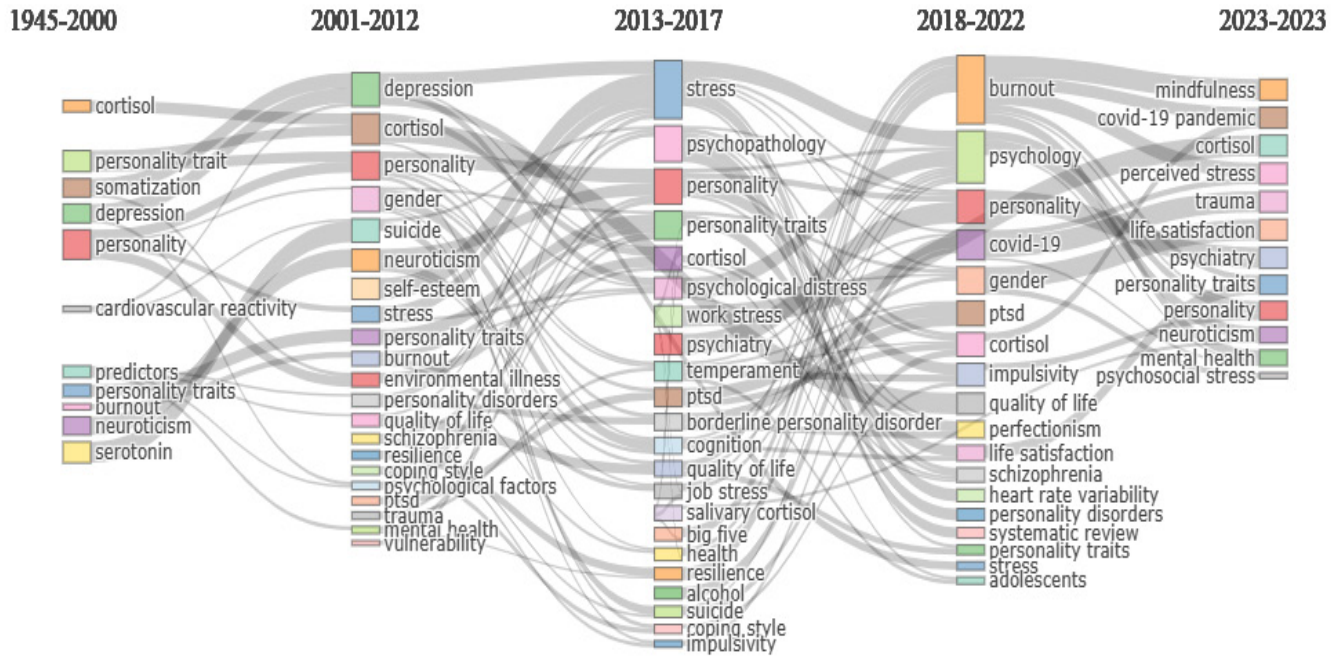 1945-2000
2001-2012
2013-2017
2018-2022
2023-2023
cortisol
personality trait
somatization
depression
personality
cardiovascular reactivity
predictors
personality traits
burnout
neuroticism
serotonin
depression
cortisol
personality
gender
suicide
neuroticism
self-esteem
stress
personality traits
burnout
environmental illness
personality disorders
quality of life
schizophrenia
resilience
coping style
psychological factors
ptsd
trauma
mental health
vulnerability
stress
psychopathology
personality
personality traits
cortisol
psychological distress
work stress
psychiatry
temperament
ptsd
borderline personality disorder
cognition
quality of life
job stress
salivary cortisol
big five
health
resilience
alcohol
suicide
coping style
impulsivity
burnout
psychology
personality
covid-19
gender
ptsd
cortisol
impulsivity
quality of life
perfectionism
life satisfaction
schizophrenia
heart rate variability
personality disorders
systematic review
personality traits
stress
adolescents
mindfulness
covid-19 pandemic
cortisol
perceived stress
trauma
life satisfaction
psychiatry
personality traits
personality
neuroticism
mental health
psychosocial stress